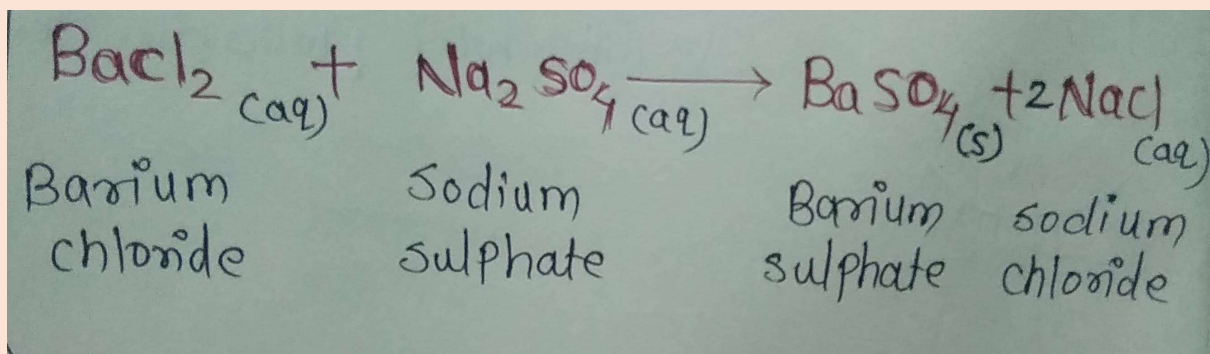 Bacl₂ (aq) + Na₂SO₄ (aq) → BaSO₄ (s) + 2Nacl (aq)
Barium Sodium Barium sodium
chloride sulphate sulphate chloride